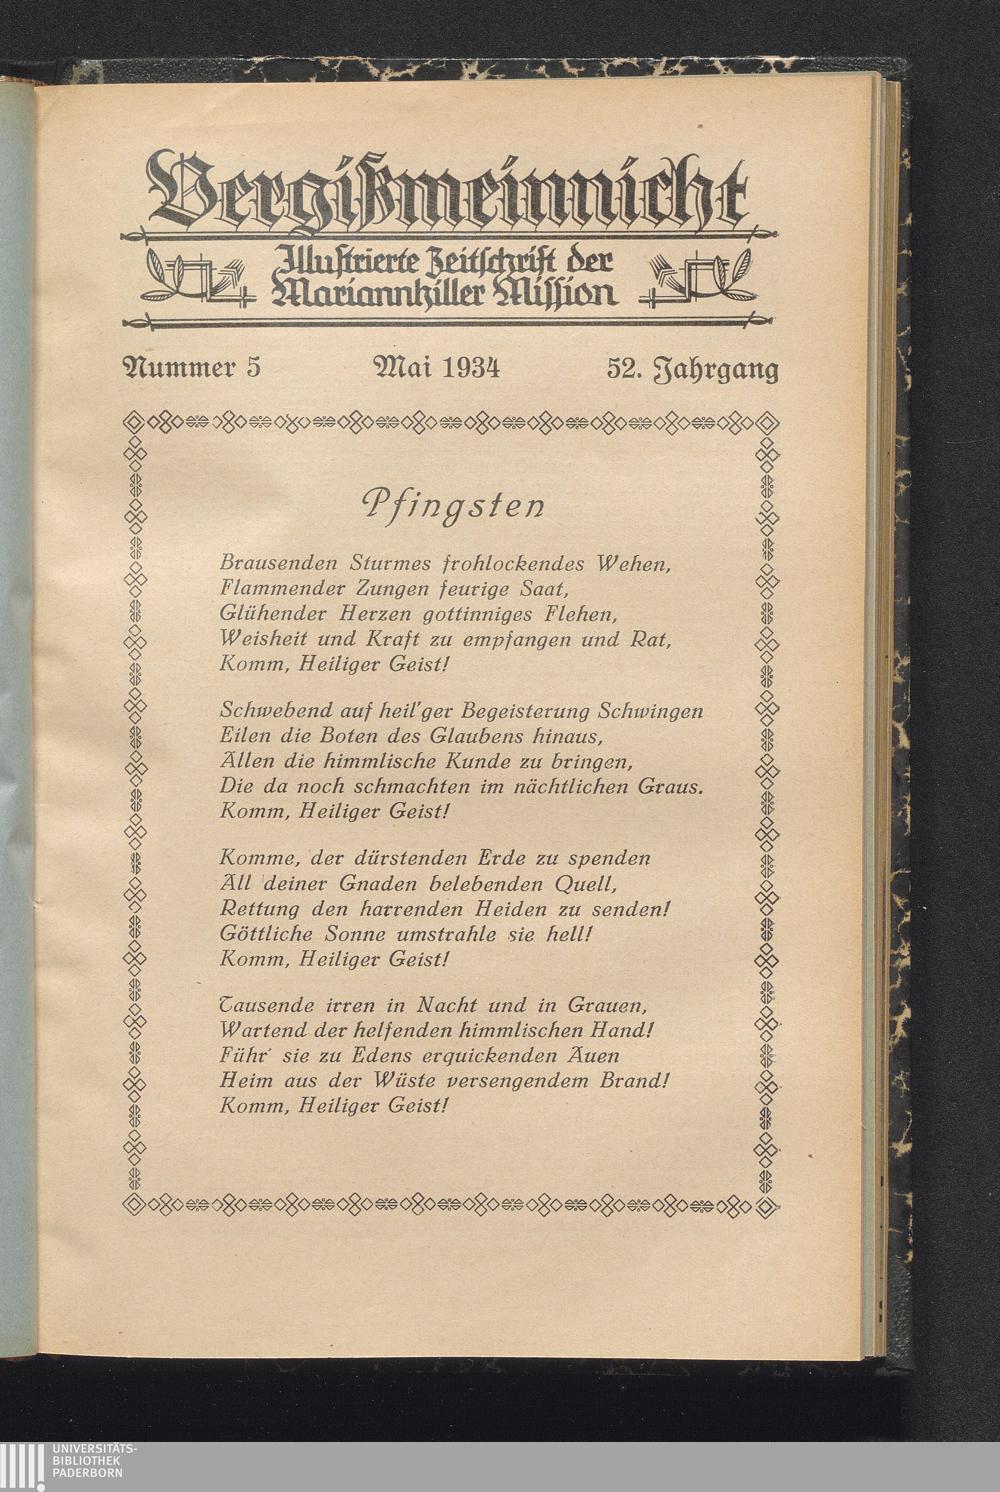 Vergißmeinnicht
Illustrierte Zeitschrift der
Mariannhiller Mission
Nummer 5 Mai 1934 52. Jahrgang
Pfingsten
Brausenden Sturmes frohlockendes Wehen,
Flammender Zungen feurige Saat,
Glühender Herzen gottinniges Flehen,
Weisheit und Kraft zu empfangen und Rat,
Komm, Heiliger Geist!
Schwebend auf heil'ger Begeisterung Schwingen
Eilen die Boten des Glaubens hinaus,
Allen die himmlische Kunde zu bringen,
Die da noch schmachten im nächtlichen Graus.
Komm, Heiliger Geist!
Komme, der dürstenden Erde zu spenden
All deiner Gnaden belebenden Quell,
Rettung den harrenden Heiden zu senden!
Göttliche Sonne umstrahle sie hell!
Komm, Heiliger Geist!
Tausende irren in Nacht und in Grauen,
Wartend der helfenden himmlischen Hand!
Führ' sie zu Edens erquickenden Auen
Heim aus der Wüste versengendem Brand!
Komm, Heiliger Geist!
UNIVERSITÄTS-
BIBLIOTHEK
PADERBORN